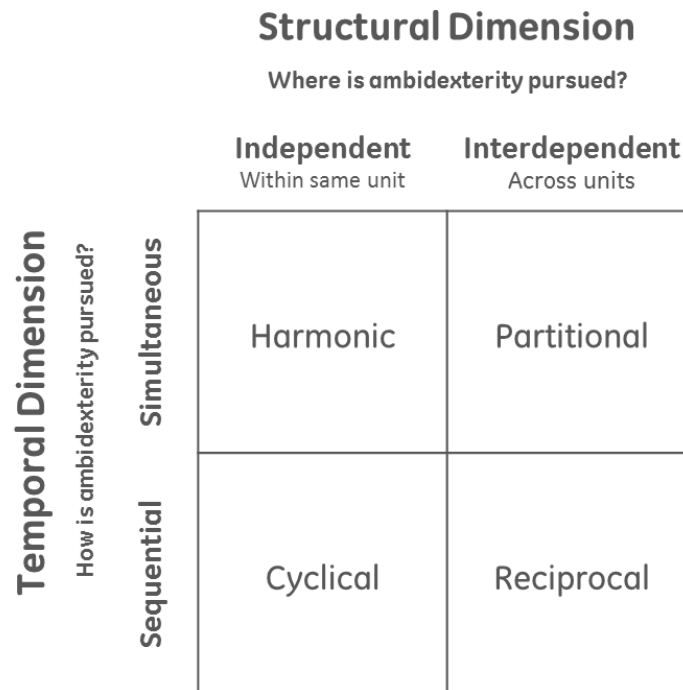 Structural Dimension
Where is ambidexterity pursued?
Independent
Within same unit
Interdependent
Across units
Temporal Dimension
How is ambidexterity pursued?
Simultaneous
Harmonic
Partitional
Sequential
Cyclical
Reciprocal